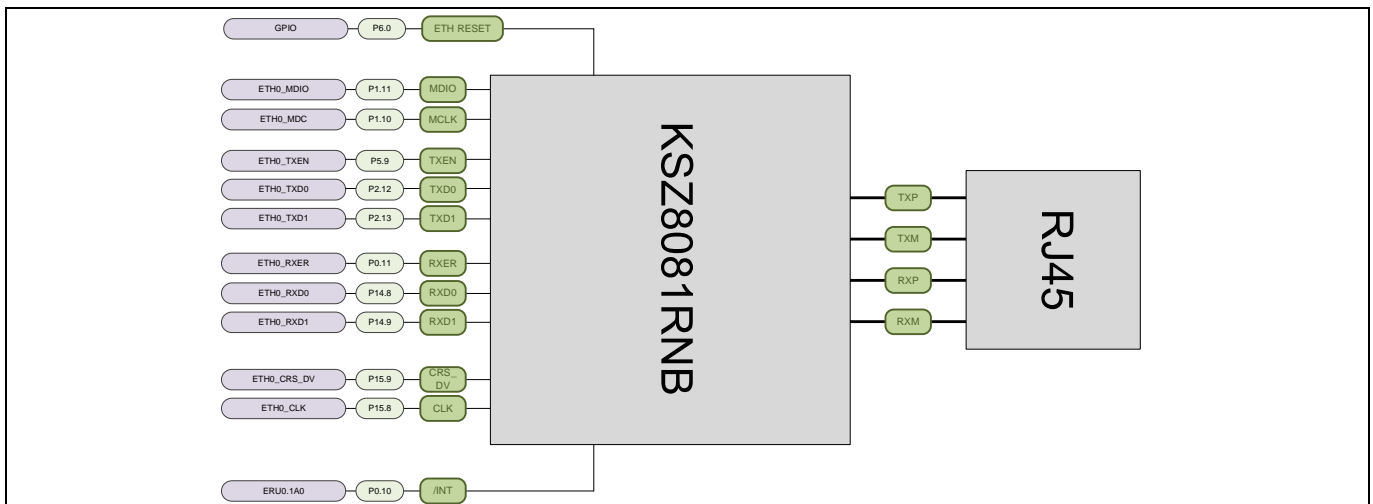 GPIO P6.0 ETH RESET
ETH0_MDIO P1.11 MDIO
ETH0_MDC P1.10 MCLK
ETH0_TXEN P5.9 TXEN
ETH0_TXD0 P2.12 TXD0
ETH0_TXD1 P2.13 TXD1
ETH0_RXER P0.11 RXER
ETH0_RXD0 P14.8 RXD0
ETH0_RXD1 P14.9 RXD1
ETH0_CRS_DV P15.9 CRS_
DV
ETH0_CLK P15.8 CLK
ERU0.1A0 P0.10 /INT
KSZ8081RNB
TXP
TXM
RXP
RXM
RJ45